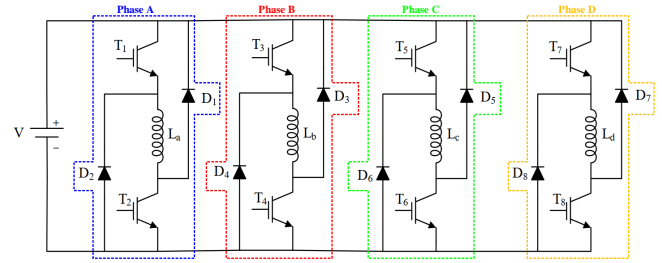 Phase A
Phase B
Phase C
Phase D
T1
T3
T5
T7
D1
D3
D5
D7
V
+
−
La
Lb
Lc
Ld
D2
D4
D6
D8
T2
T4
T6
T8